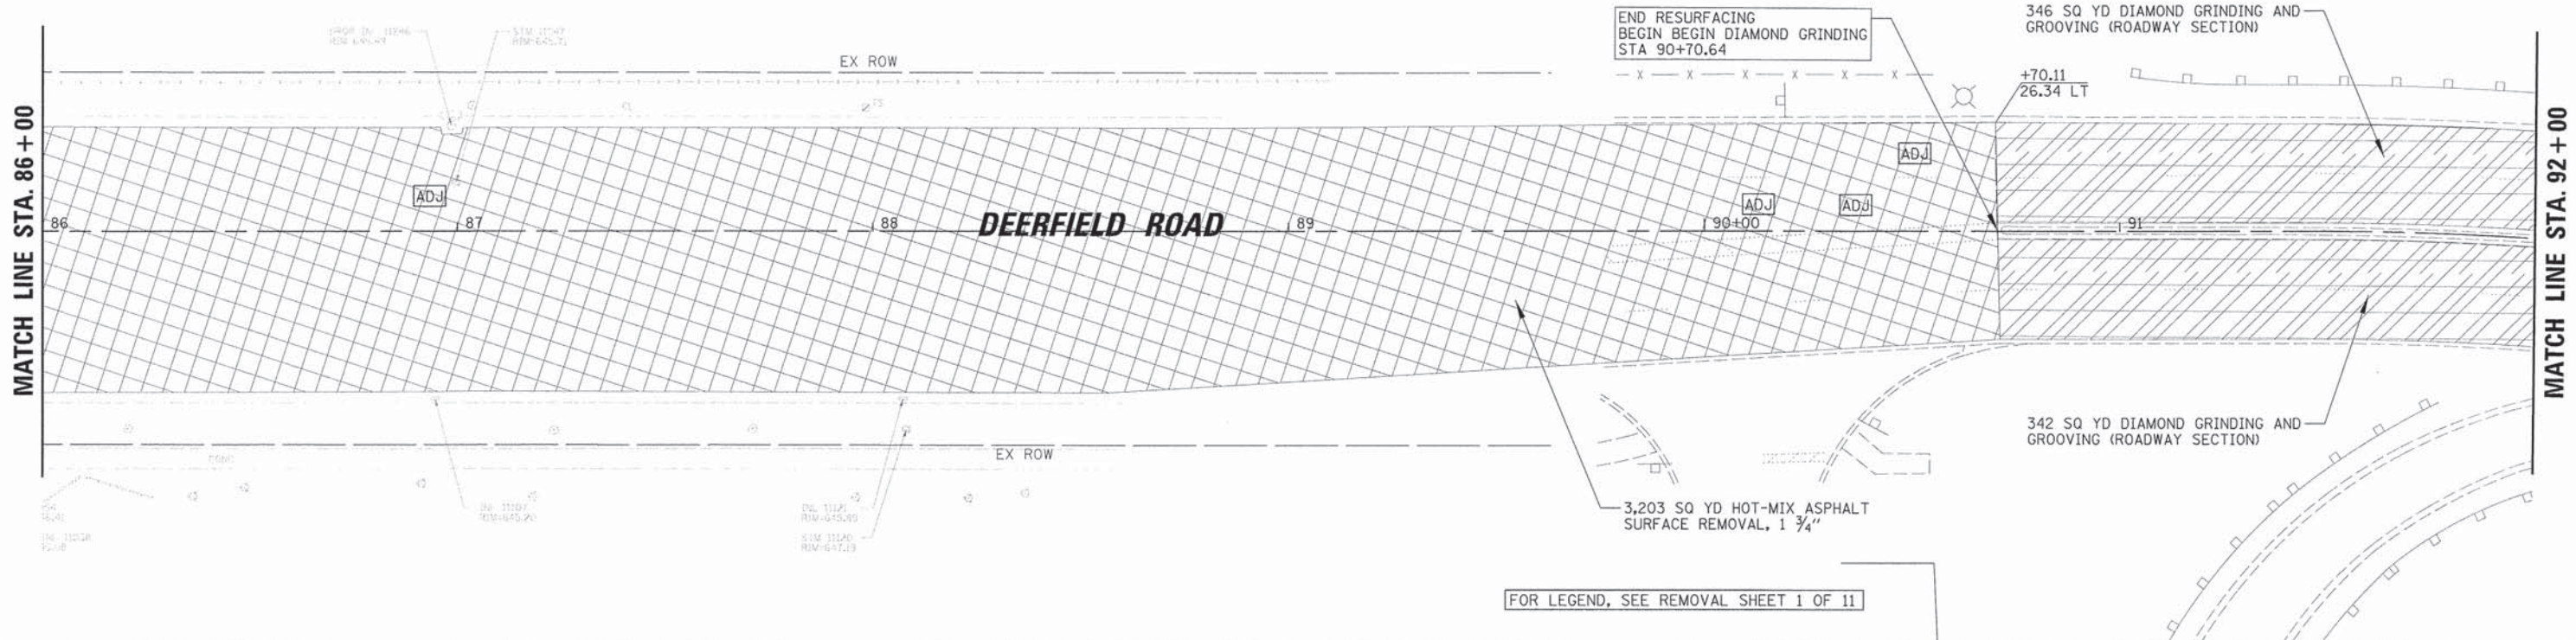 END RESURFACING
BEGIN BEGIN DIAMOND GRINDING
STA 90+70.64
346 SQ YD DIAMOND GRINDING AND
GROOVING (ROADWAY SECTION)
EX ROW
+70.11
26.34 LT
TS
MATCH LINE STA. 86+00
MATCH LINE STA. 92+00
ADJ
ADJ
ADJ
ADJ
86
87
88
DEERFIELD ROAD
89
90+00
91
342 SQ YD DIAMOND GRINDING AND
GROOVING (ROADWAY SECTION)
EX ROW
3,203 SQ YD HOT-MIX ASPHALT
SURFACE REMOVAL, 1 3/4"
FOR LEGEND, SEE REMOVAL SHEET 1 OF 11